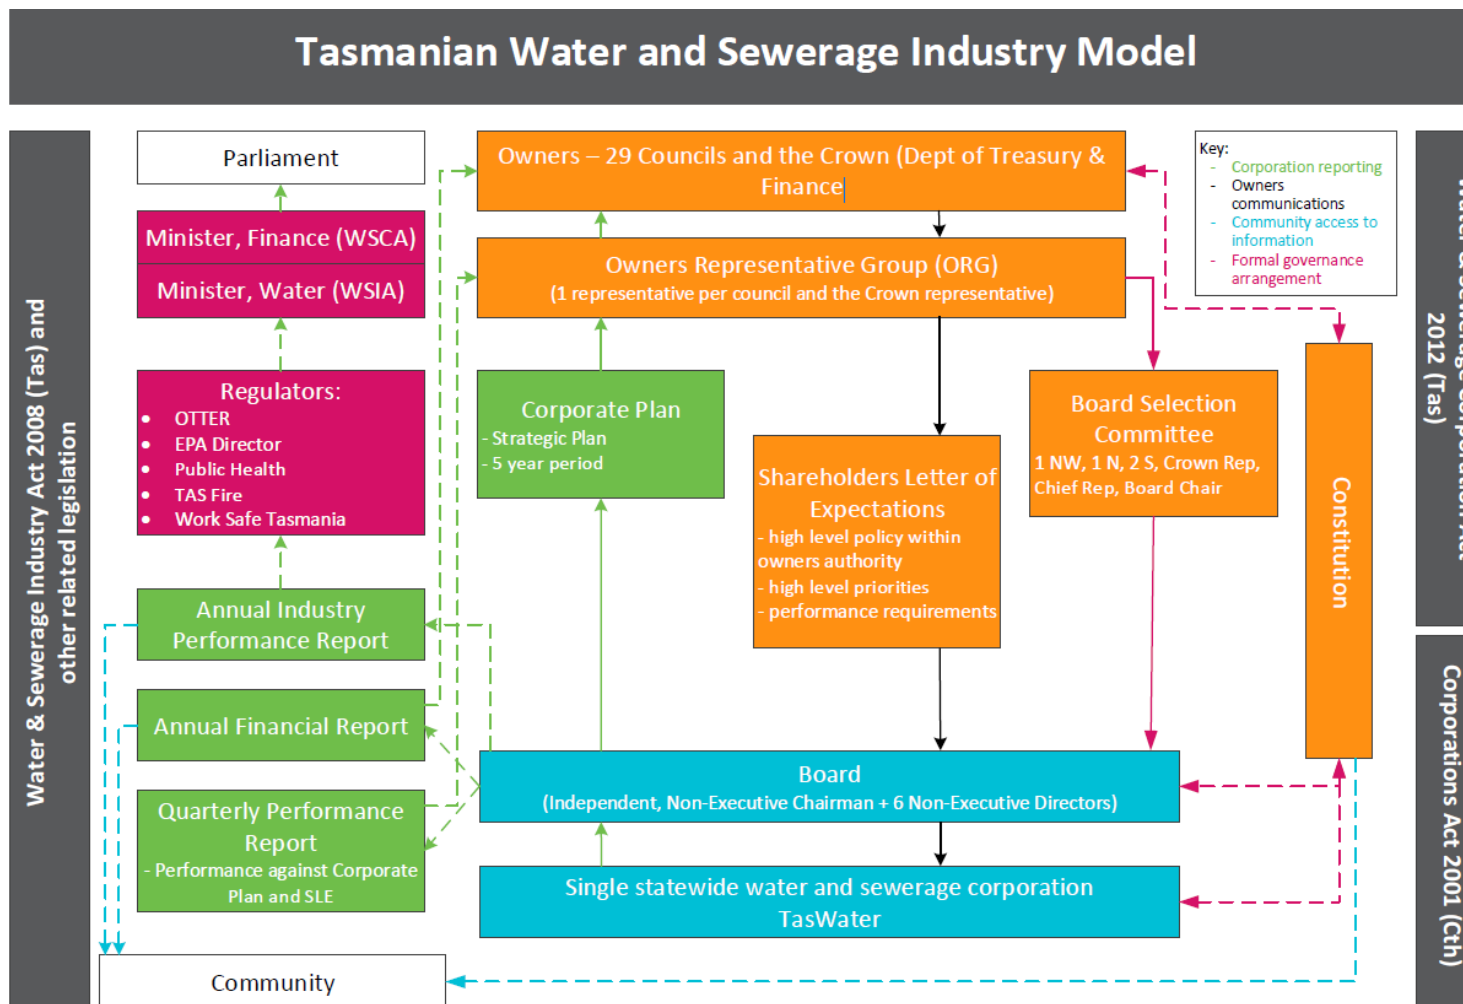 Tasmanian Water and Sewerage Industry Model
Water & Sewerage Industry Act 2008 (Tas) and
other related legislation
Parliament
Minister, Finance (WSCA)
Minister, Water (WSIA)
Regulators:
• OTTER
• EPA Director
• Public Health
• TAS Fire
• Work Safe Tasmania
Annual Industry
Performance Report
Annual Financial Report
Quarterly Performance
Report
- Performance against Corporate
Plan and SLE
Community
Owners – 29 Councils and the Crown (Dept of Treasury &
Finance
Owners Representative Group (ORG)
(1 representative per council and the Crown representative)
Corporate Plan
- Strategic Plan
- 5 year period
Shareholders Letter of
Expectations
- high level policy within
owners authority
- high level priorities
- performance requirements
Board Selection
Committee
1 NW, 1 N, 2 S, Crown Rep,
Chief Rep, Board Chair
Board
(Independent, Non-Executive Chairman + 6 Non-Executive Directors)
Single statewide water and sewerage corporation
TasWater
Key:
- Corporation reporting
- Owners
communications
- Community access to
information
- Formal governance
arrangement
Constitution
Water & Sewerage Corporation Act
2012 (Tas)
Corporations Act 2001 (Cth)